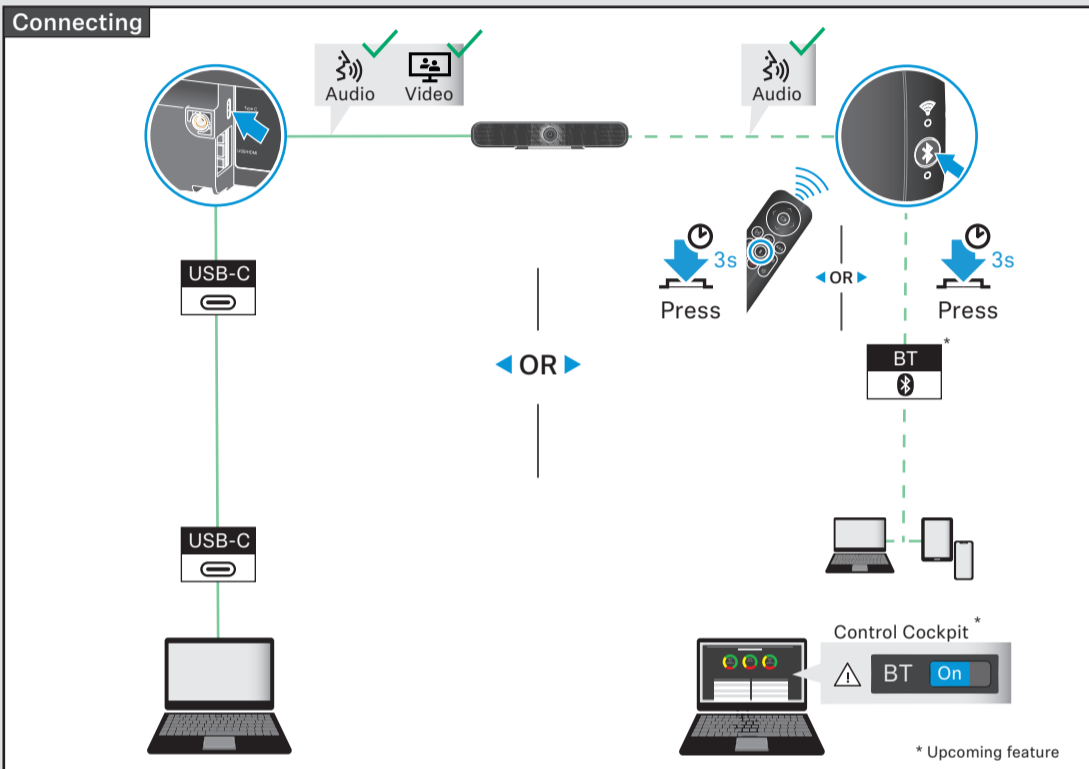 Connecting
Audio Video
Audio
Type C
USB-C
3s
Press
OR
3s
Press
OR
BT *
USB-C
Control Cockpit *
BT On
* Upcoming feature